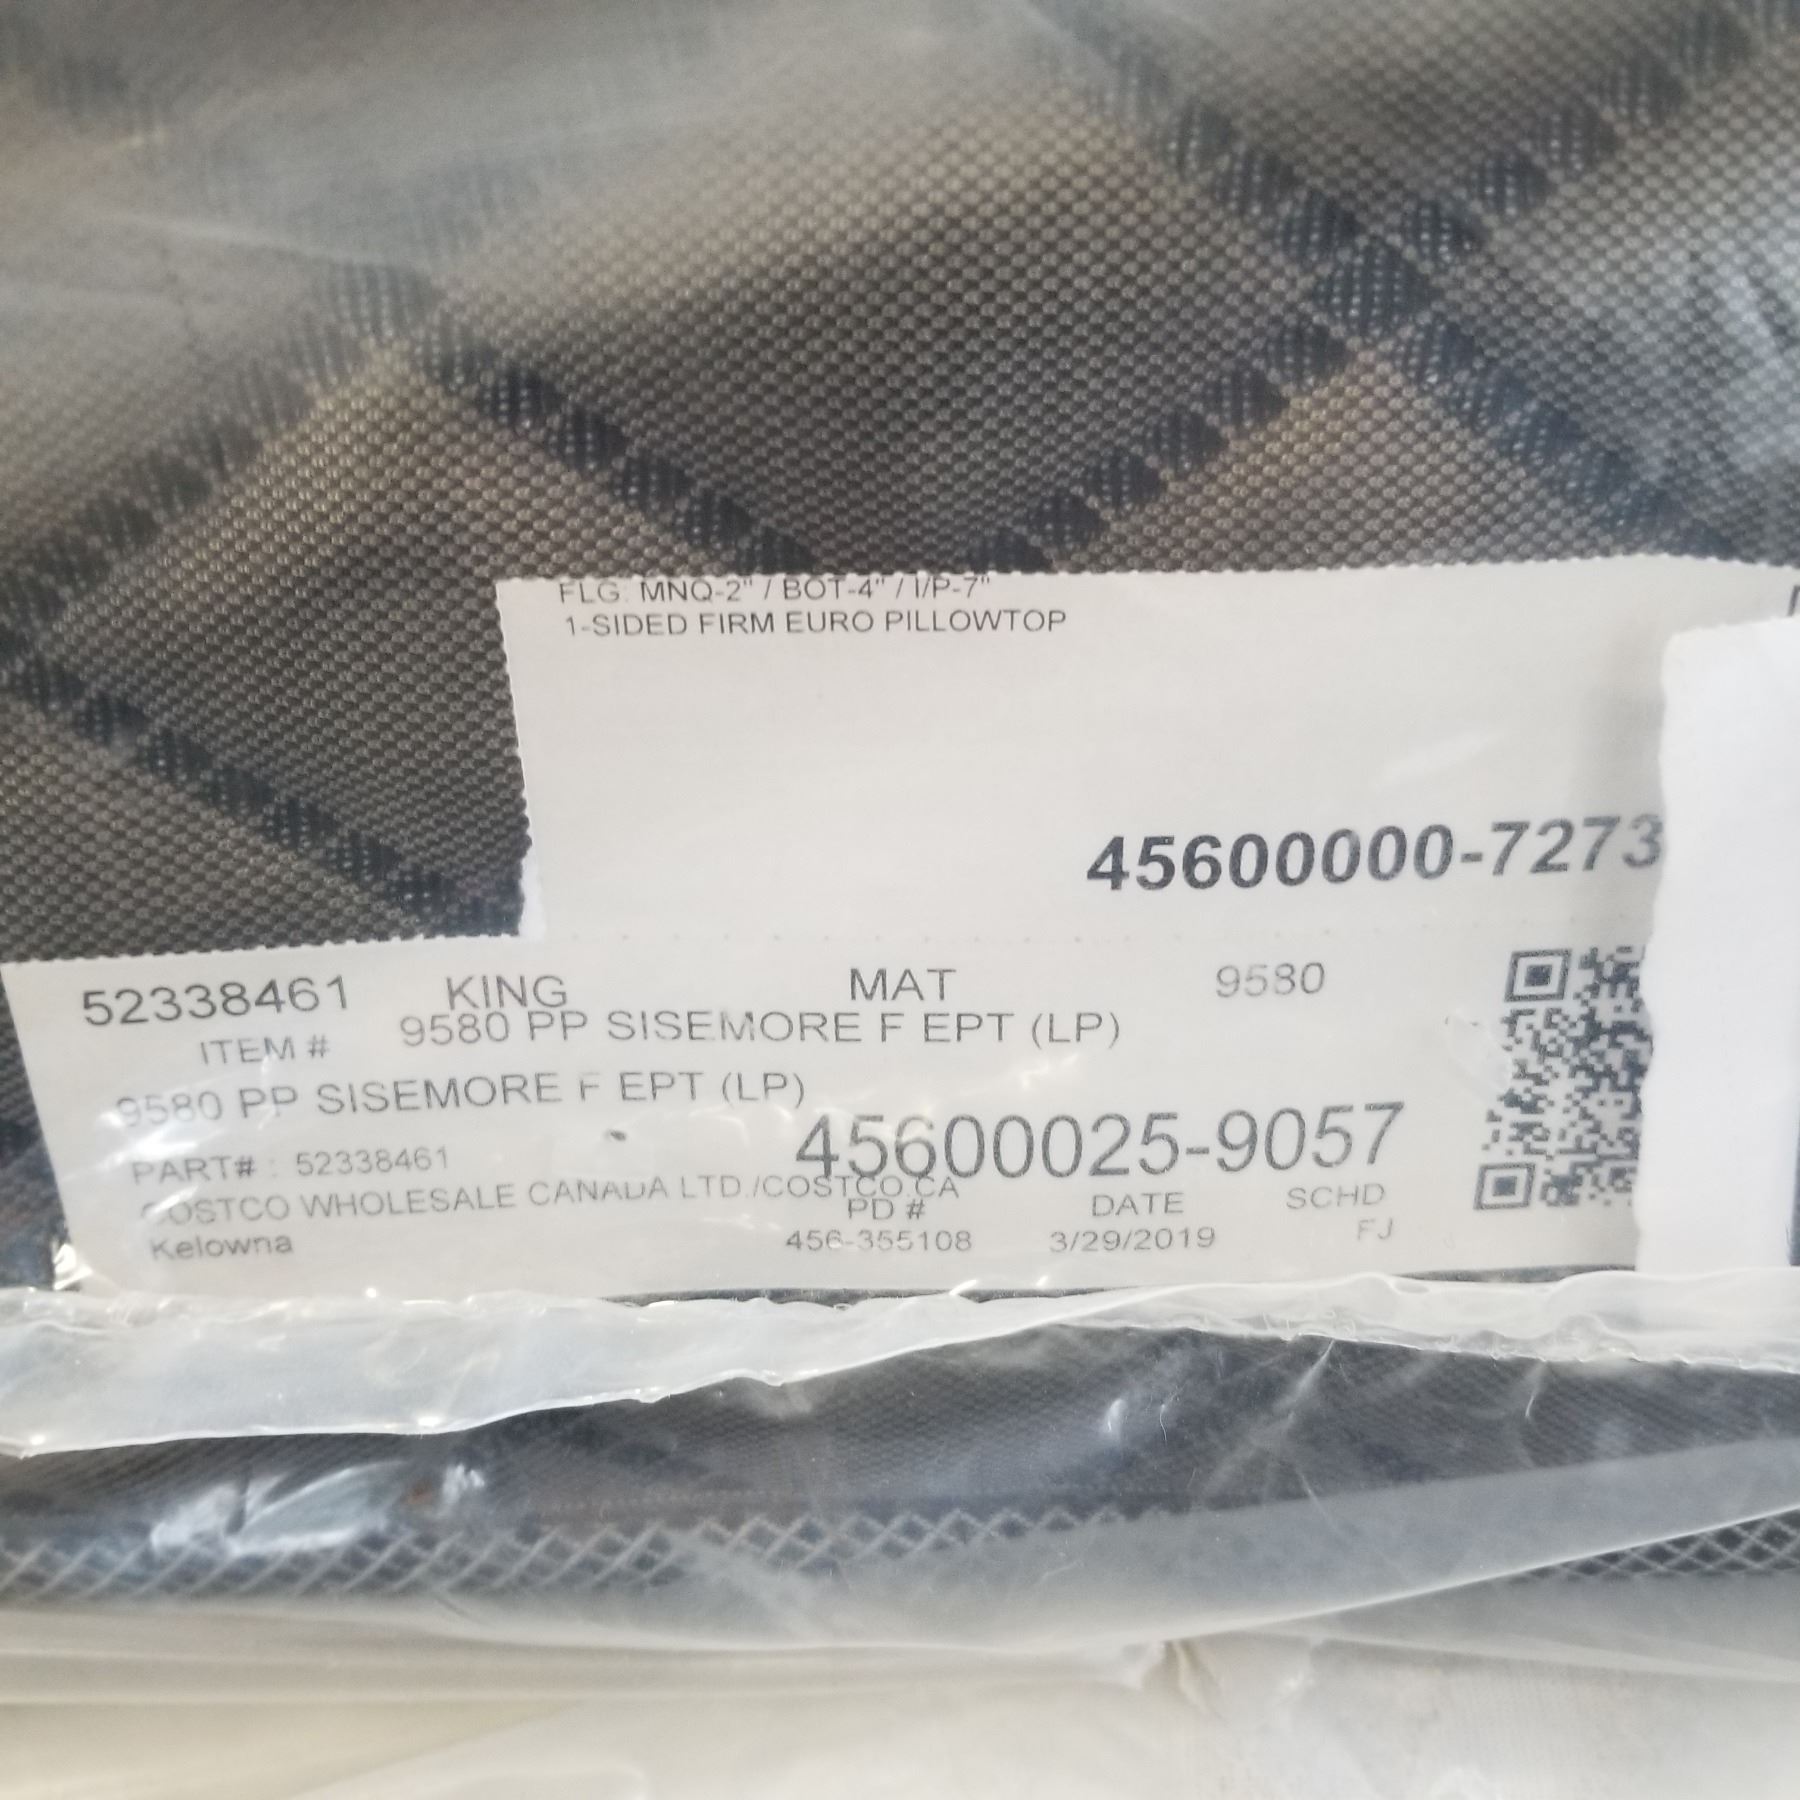 FLG: MNQ-2" / BOT-4" / I/P-7"
1-SIDED FIRM EURO PILLOWTOP
45600000-7273
52338461 KING MAT 9580
ITEM # 9580 PP SISEMORE F EPT (LP)
9580 PP SISEMORE F EPT (LP)
45600025-9057
PART# : 52338461
COSTCO WHOLESALE CANADA LTD./COSTCO.CA
PD # DATE SCHD
Kelowna 456-355108 3/29/2019 FJ